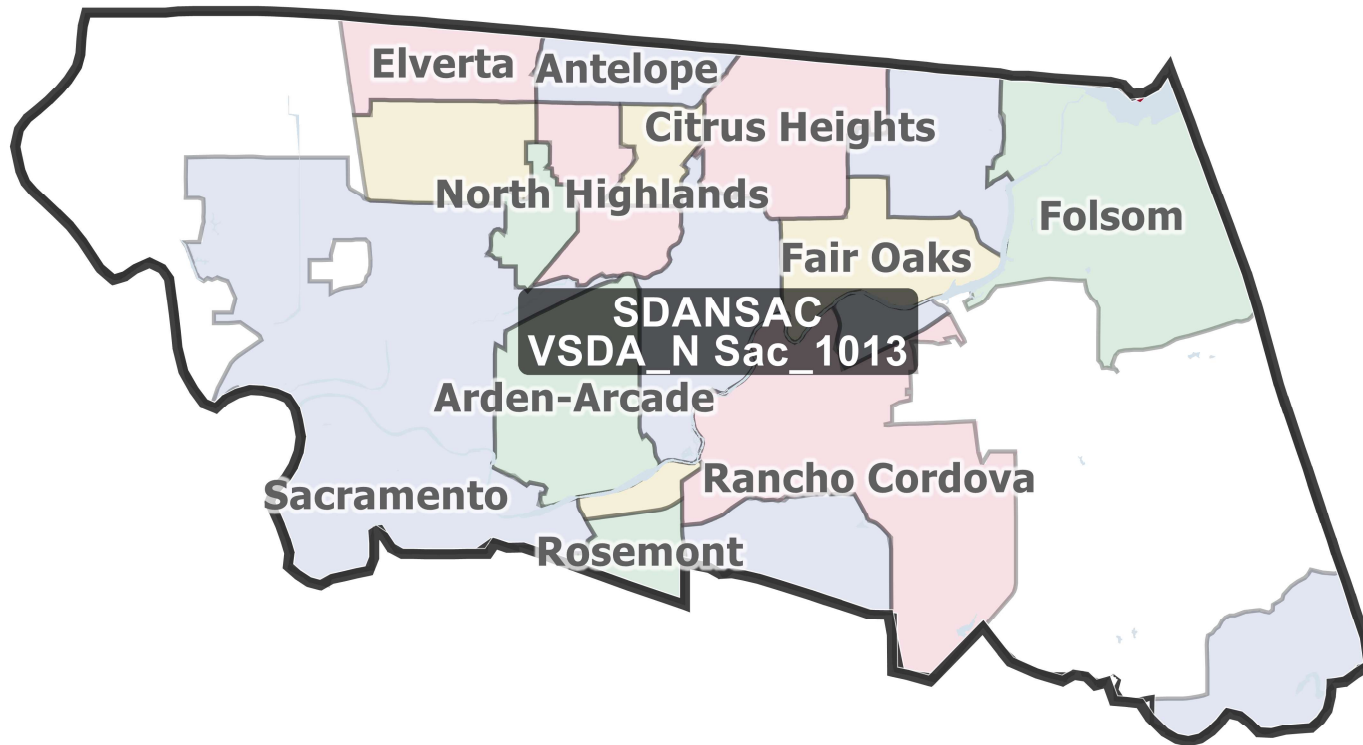 Elverta
Antelope
Citrus Heights
North Highlands
Folsom
Fair Oaks
SDANSAC
VSDA_N Sac_1013
Arden-Arcade
Rancho Cordova
Sacramento
Rosemont